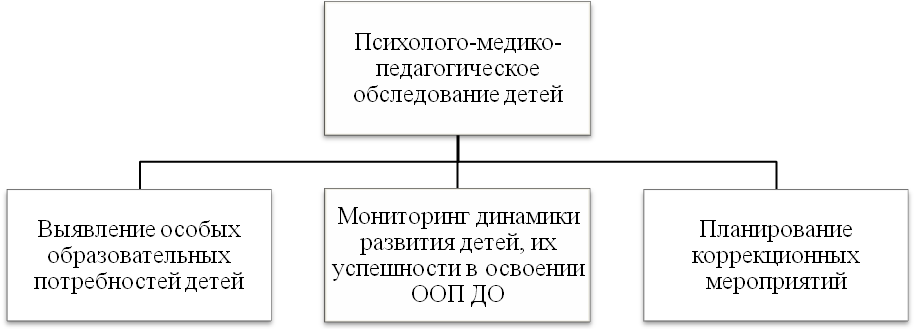 Психолого-медико-
педагогическое
обследование детей
Выявление особых
образовательных
потребностей детей
Мониторинг динамики
развития детей, их
успешности в освоении
ООП ДО
Планирование
коррекционных
мероприятий